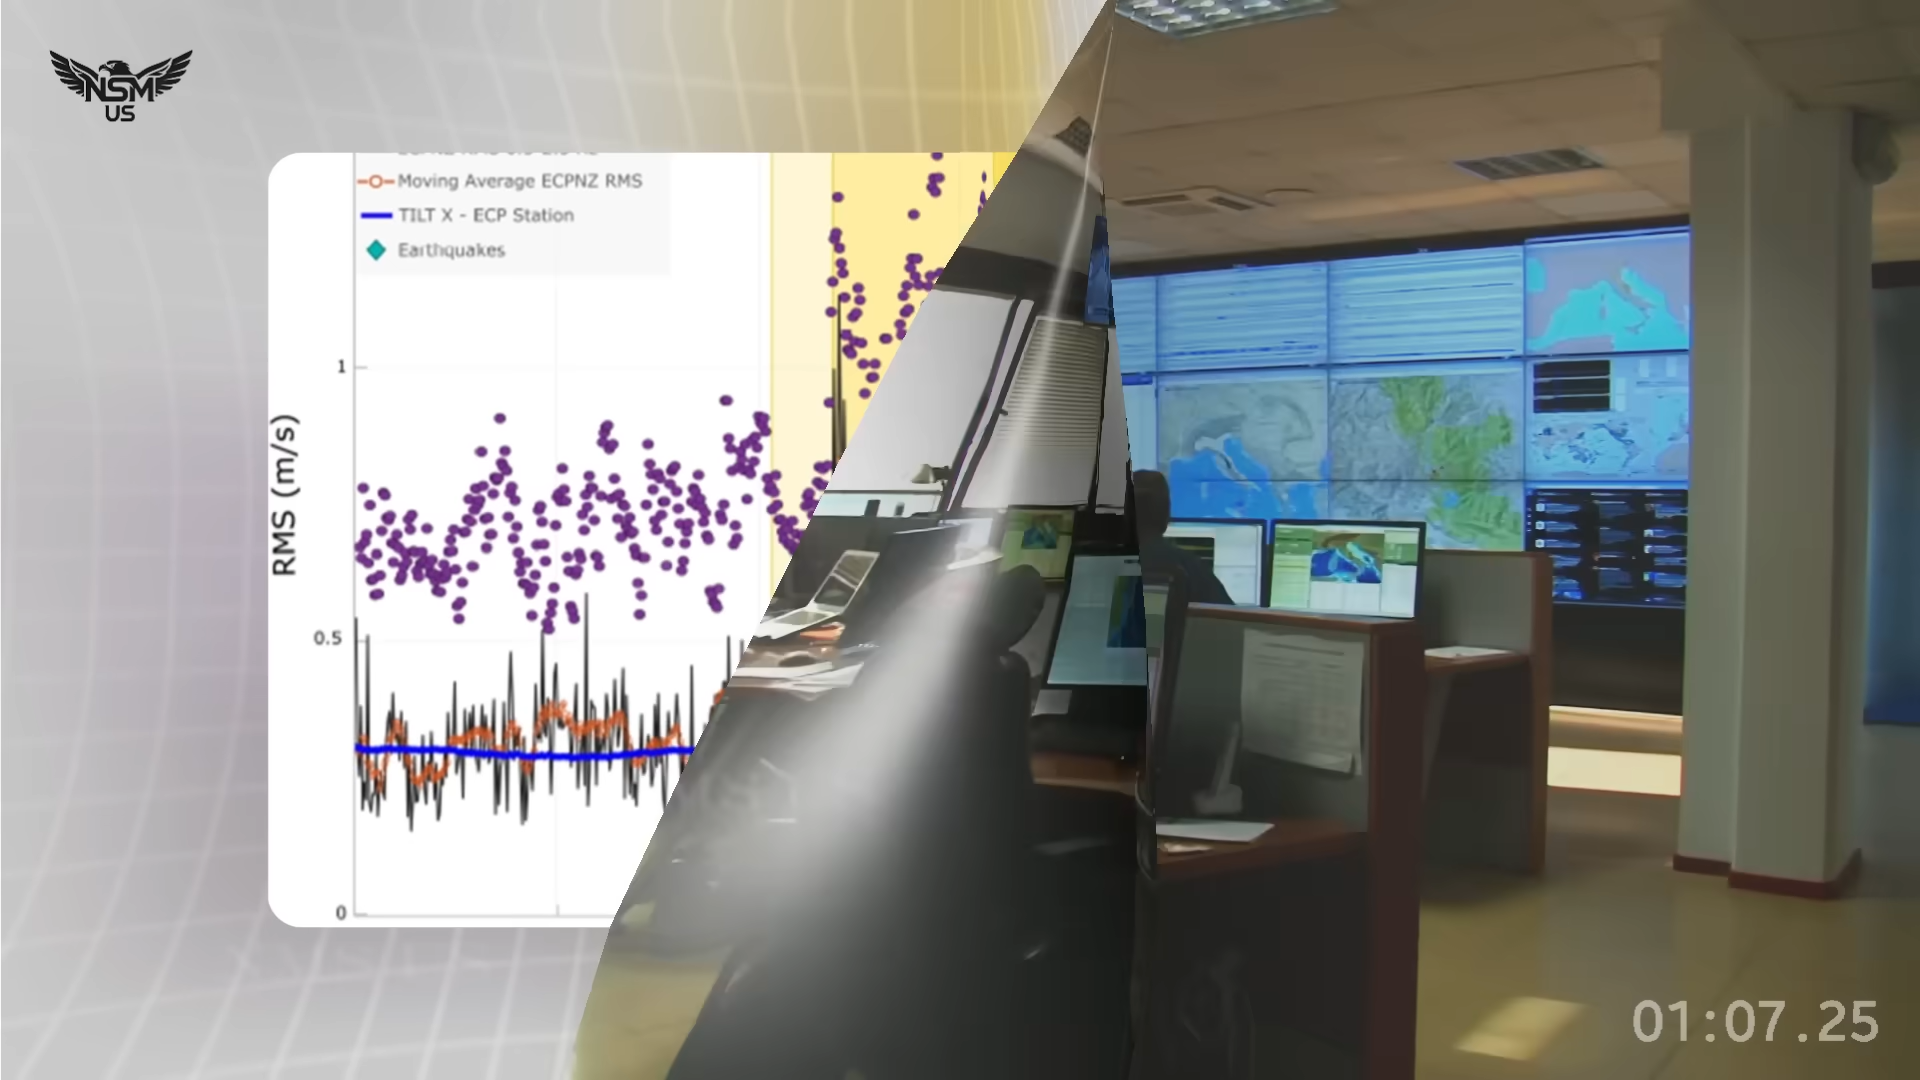 NSM
US
Moving Average ECPNZ RMS
TILT X - ECP Station
Earthquakes
1
RMS (m/s)
0.5
0
01:07.25